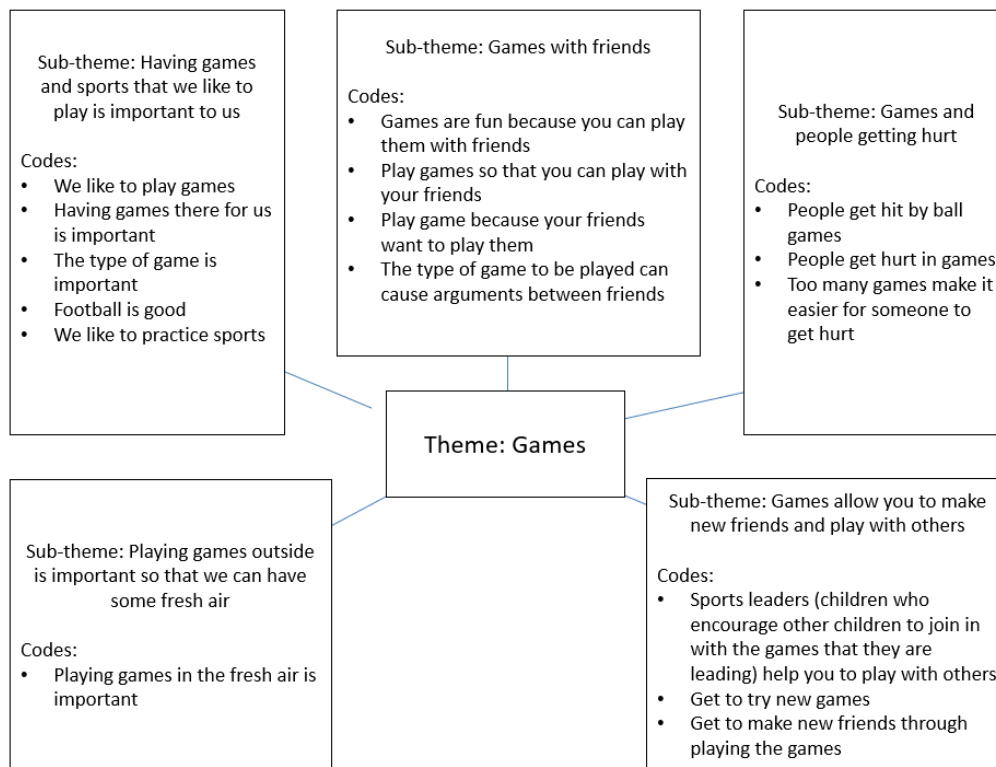 Sub-theme: Having games
and sports that we like to
play is important to us
Codes:
• We like to play games
• Having games there for us
is important
• The type of game is
important
• Football is good
• We like to practice sports
Sub-theme: Games with friends
Codes:
• Games are fun because you can play
them with friends
• Play games so that you can play with
your friends
• Play game because your friends
want to play them
• The type of game to be played can
cause arguments between friends
Sub-theme: Games and
people getting hurt
Codes:
• People get hit by ball
games
• People get hurt in games
• Too many games make it
easier for someone to
get hurt
Theme: Games
Sub-theme: Playing games outside
is important so that we can have
some fresh air
Codes:
• Playing games in the fresh air is
important
Sub-theme: Games allow you to make
new friends and play with others
Codes:
• Sports leaders (children who
encourage other children to join in
with the games that they are
leading) help you to play with others
• Get to try new games
• Get to make new friends through
playing the games